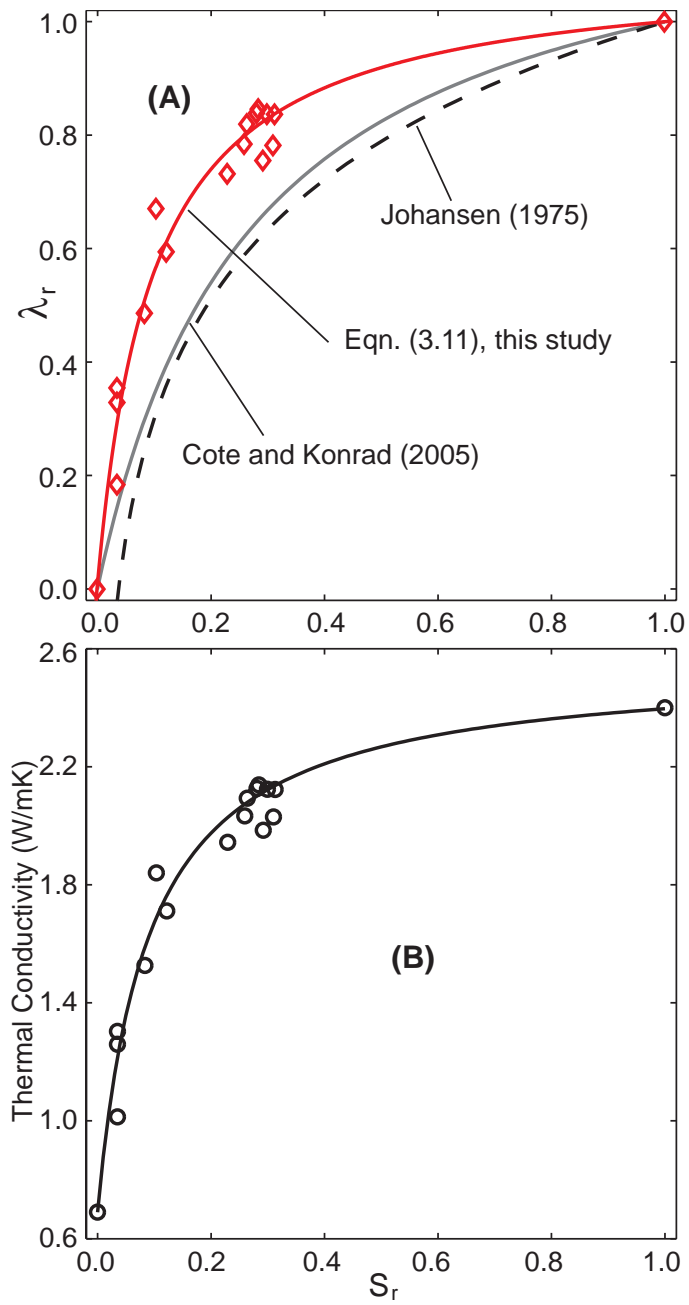 1.0
(A)
0.8
Johansen (1975)
0.6
λr
Eqn. (3.11), this study
0.4
Cote and Konrad (2005)
0.2
0.0
0.0 0.2 0.4 0.6 0.8 1.0
2.6
2.2
1.8
(B)
Thermal Conductivity (W/mK)
1.4
1.0
0.6
0.0 0.2 0.4 0.6 0.8 1.0
Sr